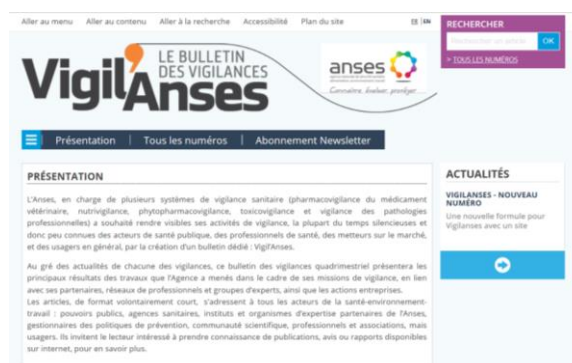 Aller au menu Aller au contenu Aller à la recherche Accessibilité Plan du site FR | EN
RECHERCHER
Rechercher un article OK
> TOUS LES NUMÉROS
Vigil'Anses
LE BULLETIN
DES VIGILANCES
anses
Connaître, évaluer, protéger
Présentation | Tous les numéros | Abonnement Newsletter
PRÉSENTATION
L'Anses, en charge de plusieurs systèmes de vigilance sanitaire (pharmacovigilance du médicament
vétérinaire, nutrivigilance, phytopharmacovigilance, toxicovigilance et vigilance des pathologies
professionnelles) a souhaité rendre visibles ses activités de vigilance, la plupart du temps silencieuses et
donc peu connues des acteurs de santé publique, des professionnels de santé, des metteurs sur le marché,
et des usagers en général, par la création d'un bulletin dédié : Vigil'Anses.
Au gré des actualités de chacune des vigilances, ce bulletin des vigilances quadrimestriel présentera les
principaux résultats des travaux que l'Agence a menés dans le cadre de ses missions de vigilance, en lien
avec ses partenaires, réseaux de professionnels et groupes d'experts, ainsi que les actions entreprises.
Les articles, de format volontairement court, s'adressent à tous les acteurs de la santé-environnement-
travail : pouvoirs publics, agences sanitaires, instituts et organismes d'expertise partenaires de l'Anses,
gestionnaires des politiques de prévention, communauté scientifique, professionnels et associations, mais
usagers. Ils invitent le lecteur intéressé à prendre connaissance de publications, avis ou rapports disponibles
sur internet, pour en savoir plus.
ACTUALITÉS
VIGILANSES - NOUVEAU
NUMÉRO
Une nouvelle formule pour
Vigilanses avec un site